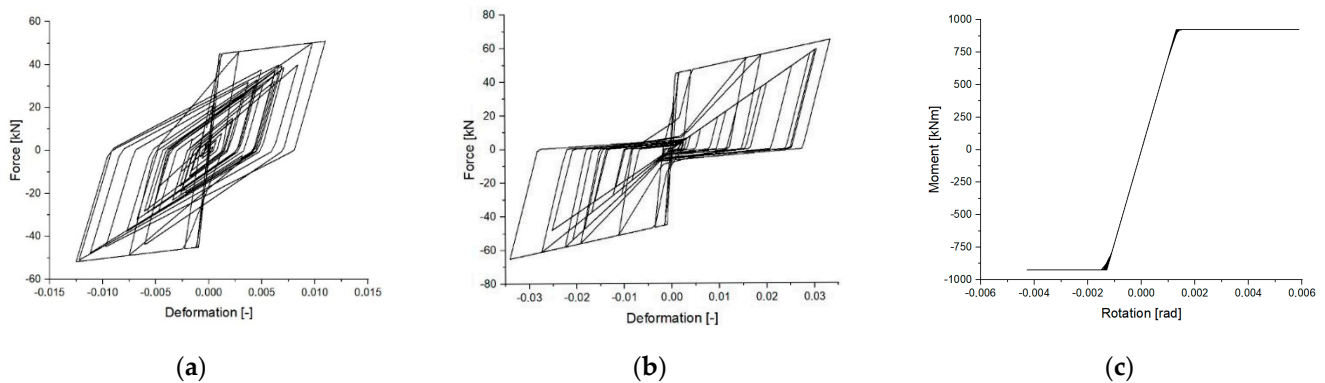 60
40
20
0
-20
-40
-60
Force [kN]
-0.015 -0.010 -0.005 0.000 0.005 0.010 0.015
Deformation [-]
(a)
80
60
40
20
0
-20
-40
-60
-80
Force [kN
-0.03 -0.02 -0.01 0.00 0.01 0.02 0.03
Deformation [-]
(b)
1000
750
500
250
0
-250
-500
-750
-1000
Moment [kNm]
-0.006 -0.004 -0.002 0.000 0.002 0.004 0.006
Rotation [rad]
(c)